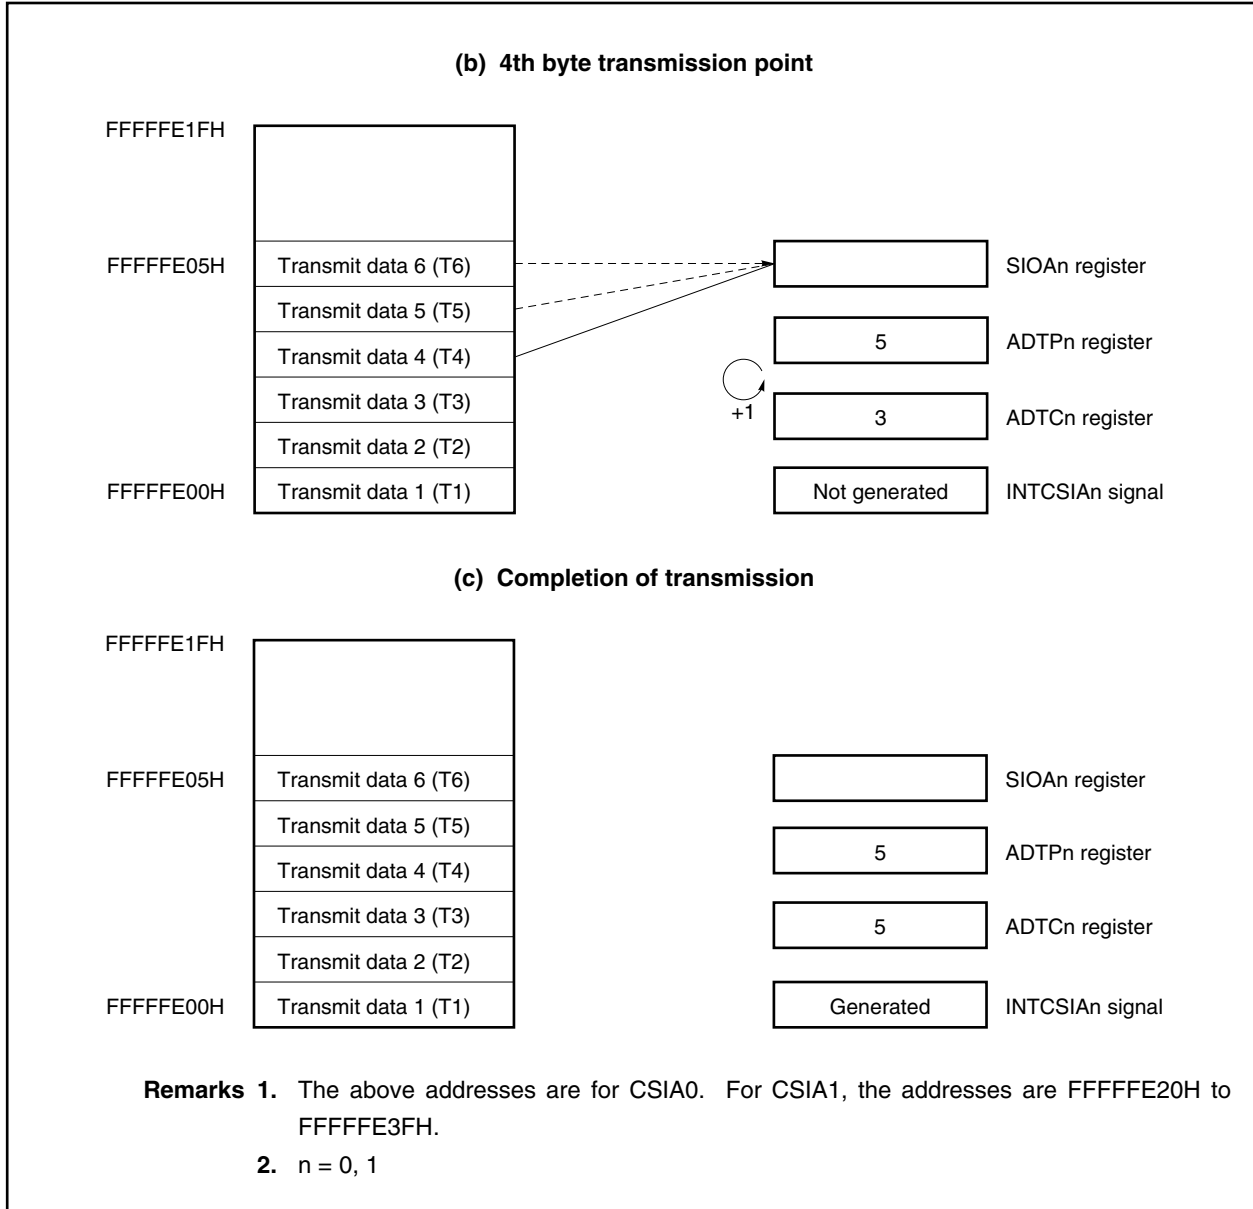 (b) 4th byte transmission point
FFFFFE1FH
FFFFFE05H Transmit data 6 (T6) SIOAn register
Transmit data 5 (T5)
5 ADTPn register
Transmit data 4 (T4)
Transmit data 3 (T3)
+1 3 ADTCn register
Transmit data 2 (T2)
FFFFFE00H Transmit data 1 (T1) Not generated INTCSIAn signal
(c) Completion of transmission
FFFFFE1FH
FFFFFE05H Transmit data 6 (T6) SIOAn register
Transmit data 5 (T5)
5 ADTPn register
Transmit data 4 (T4)
Transmit data 3 (T3)
5 ADTCn register
Transmit data 2 (T2)
FFFFFE00H Transmit data 1 (T1) Generated INTCSIAn signal
Remarks 1. The above addresses are for CSIA0. For CSIA1, the addresses are FFFFFE20H to
FFFFFE3FH.
2. n = 0, 1